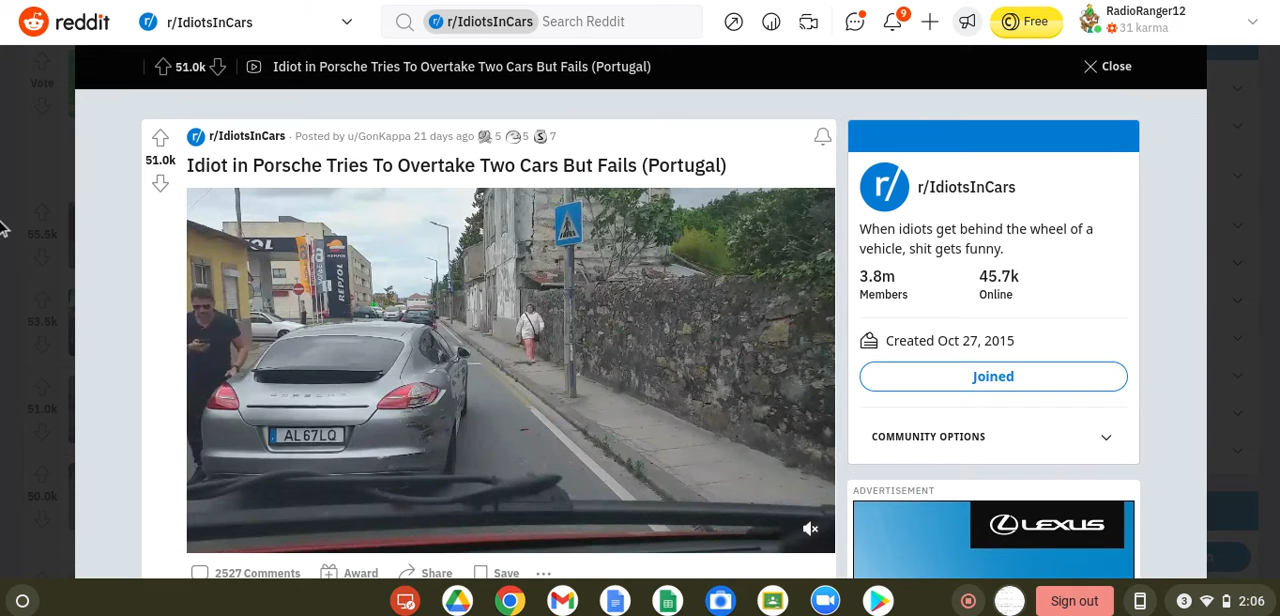 reddit
r/IdiotsInCars
r/IdiotsInCars Search Reddit
9
Free
RadioRanger12
31 karma
Vote
51.0k
Idiot in Porsche Tries To Overtake Two Cars But Fails (Portugal)
Close
r/IdiotsInCars · Posted by u/GonKappa 21 days ago 5 5 7
51.0k
Idiot in Porsche Tries To Overtake Two Cars But Fails (Portugal)
REPSOL
PORSCHE
AL 67 LQ
r/
r/IdiotsInCars
When idiots get behind the wheel of a
vehicle, shit gets funny.
3.8m
45.7k
Members
Online
Created Oct 27, 2015
Joined
COMMUNITY OPTIONS
ADVERTISEMENT
LEXUS
55.5k
53.5k
51.0k
50.0k
2527 Comments
Award
Share
Save
Sign out
3
2:06